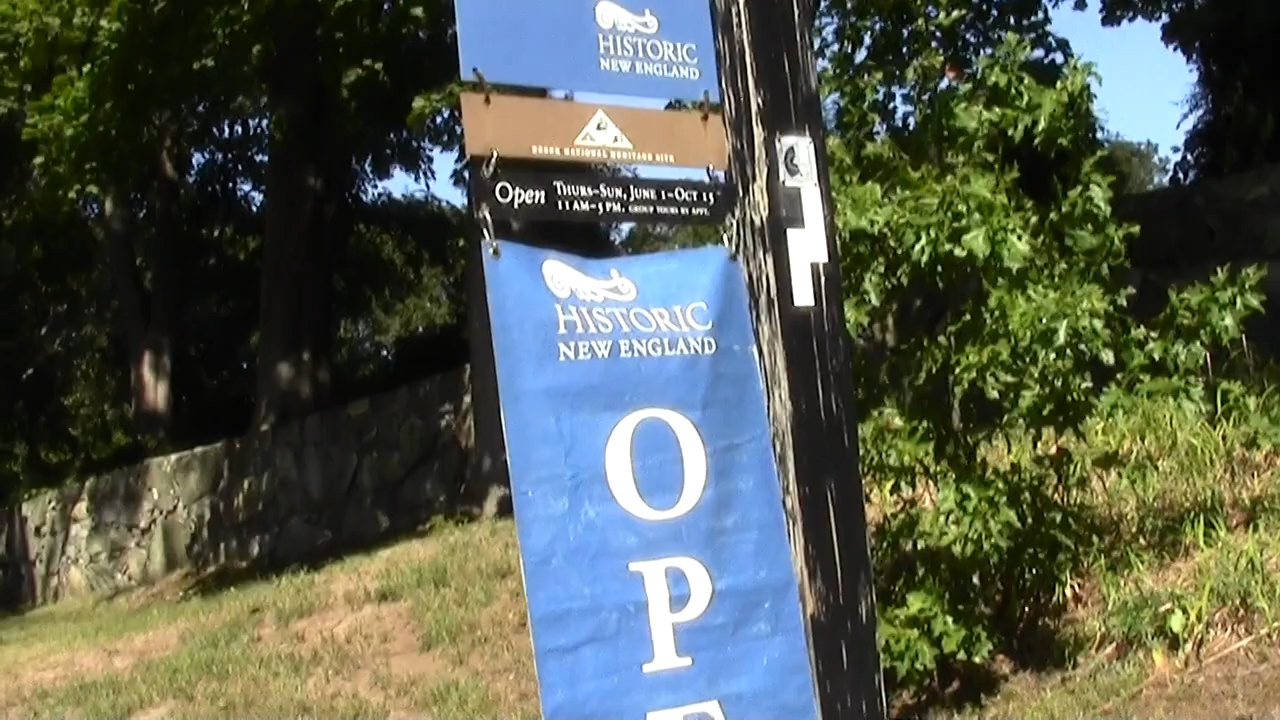 HISTORIC
NEW ENGLAND
ESSEX NATIONAL HERITAGE SITE
Open THURS–SUN, JUNE 1–OCT 15
11 AM–5 PM. GROUP TOURS BY APPT.
HISTORIC
NEW ENGLAND
O
P